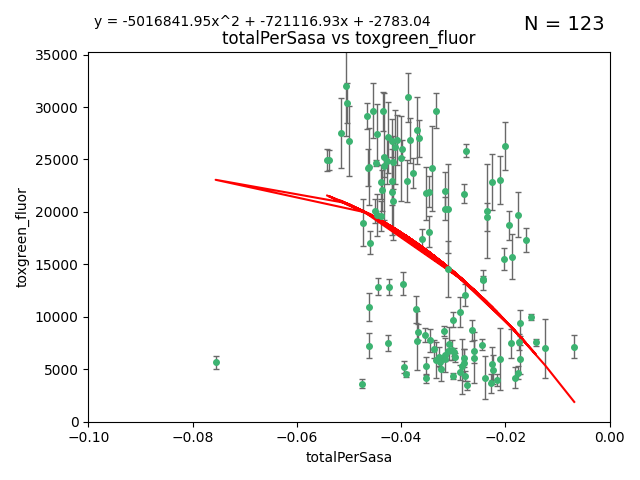 y = -5016841.95x^2 + -721116.93x + -2783.04
N = 123
totalPerSasa vs toxgreen_fluor
35000
30000
25000
20000
15000
10000
5000
0
toxgreen_fluor
−0.10
−0.08
−0.06
−0.04
−0.02
0.00
totalPerSasa